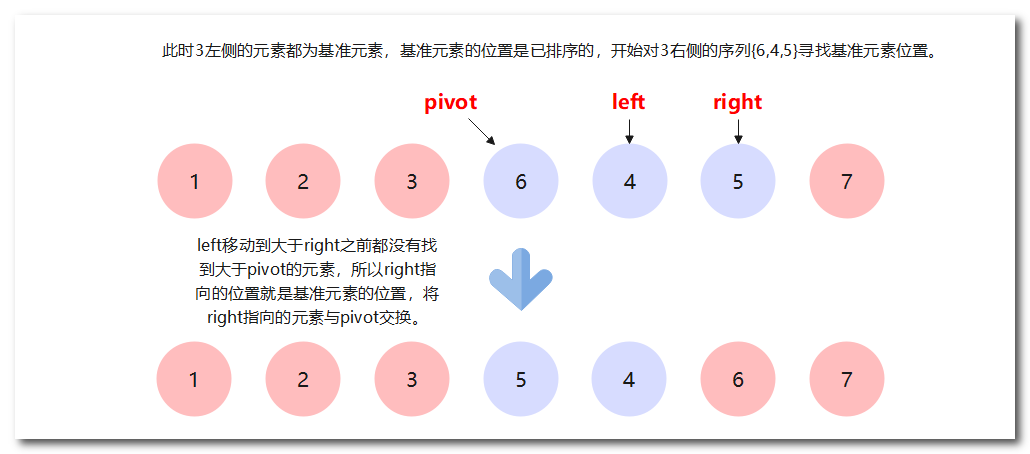 此时3左侧的元素都为基准元素，基准元素的位置是已排序的，开始对3右侧的序列{6,4,5}寻找基准元素位置。
pivot left right
1 2 3 6 4 5 7
left移动到大于right之前都没有找
到大于pivot的元素，所以right指
向的位置就是基准元素的位置，将
right指向的元素与pivot交换。
1 2 3 5 4 6 7